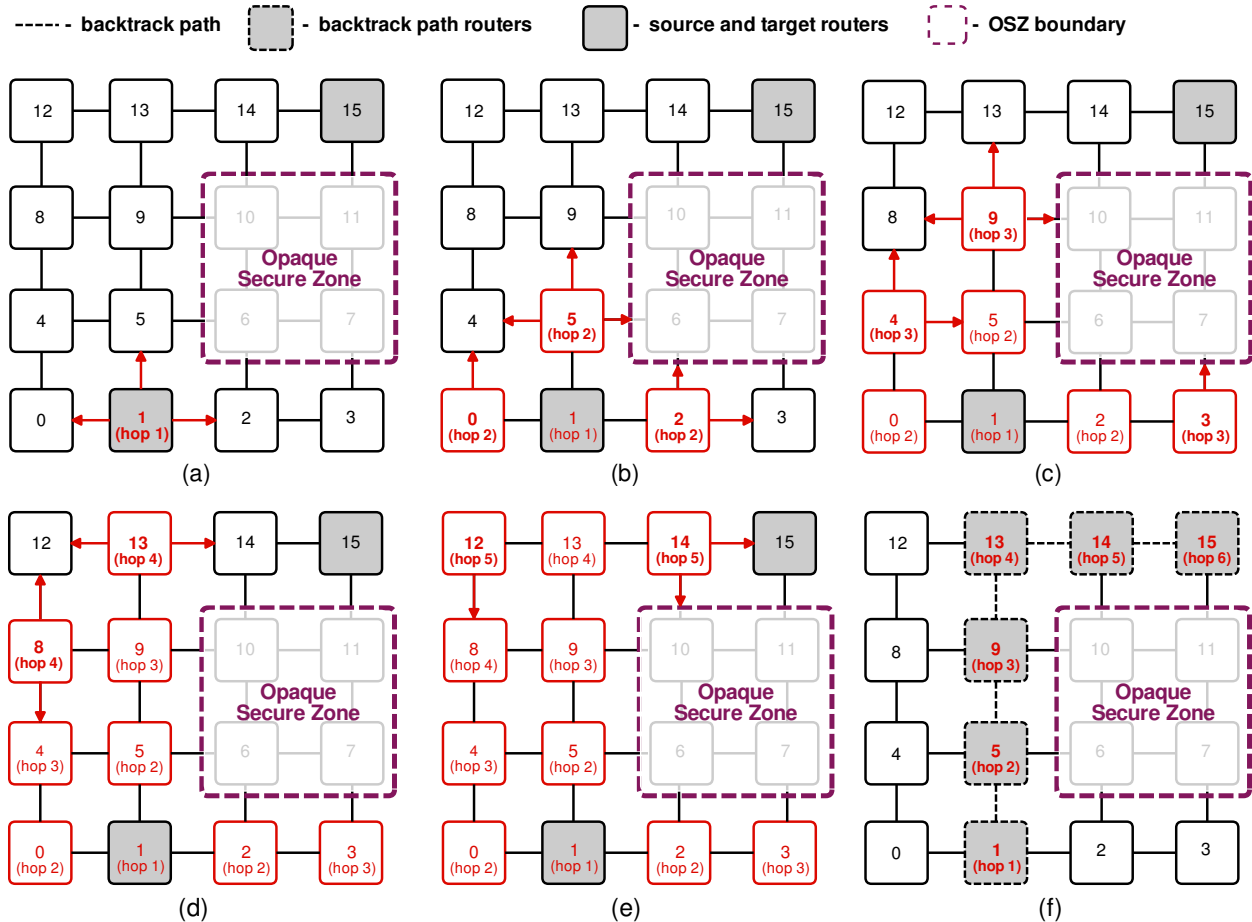 - backtrack path - backtrack path routers - source and target routers - OSZ boundary
12 13 14 15
8 9 10 11
Opaque
Secure Zone
4 5 6 7
0 1 2 3
(hop 1)
(a)
12 13 14 15
8 9 10 11
Opaque
Secure Zone
4 5 6 7
(hop 2)
0 1 2 3
(hop 2) (hop 1) (hop 2)
(b)
12 13 14 15
8 9 10 11
(hop 3)
Opaque
Secure Zone
4 5 6 7
(hop 3) (hop 2)
0 1 2 3
(hop 2) (hop 1) (hop 2) (hop 3)
(c)
12 13 14 15
(hop 4)
8 9 10 11
(hop 4) (hop 3)
Opaque
Secure Zone
4 5 6 7
(hop 3) (hop 2)
0 1 2 3
(hop 2) (hop 1) (hop 2) (hop 3)
(d)
12 13 14 15
(hop 5) (hop 4) (hop 5)
8 9 10 11
(hop 4) (hop 3)
Opaque
Secure Zone
4 5 6 7
(hop 3) (hop 2)
0 1 2 3
(hop 2) (hop 1) (hop 2) (hop 3)
(e)
12 13 14 15
(hop 4) (hop 5) (hop 6)
8 9 10 11
(hop 3)
Opaque
Secure Zone
4 5 6 7
(hop 2)
0 1 2 3
(hop 1)
(f)